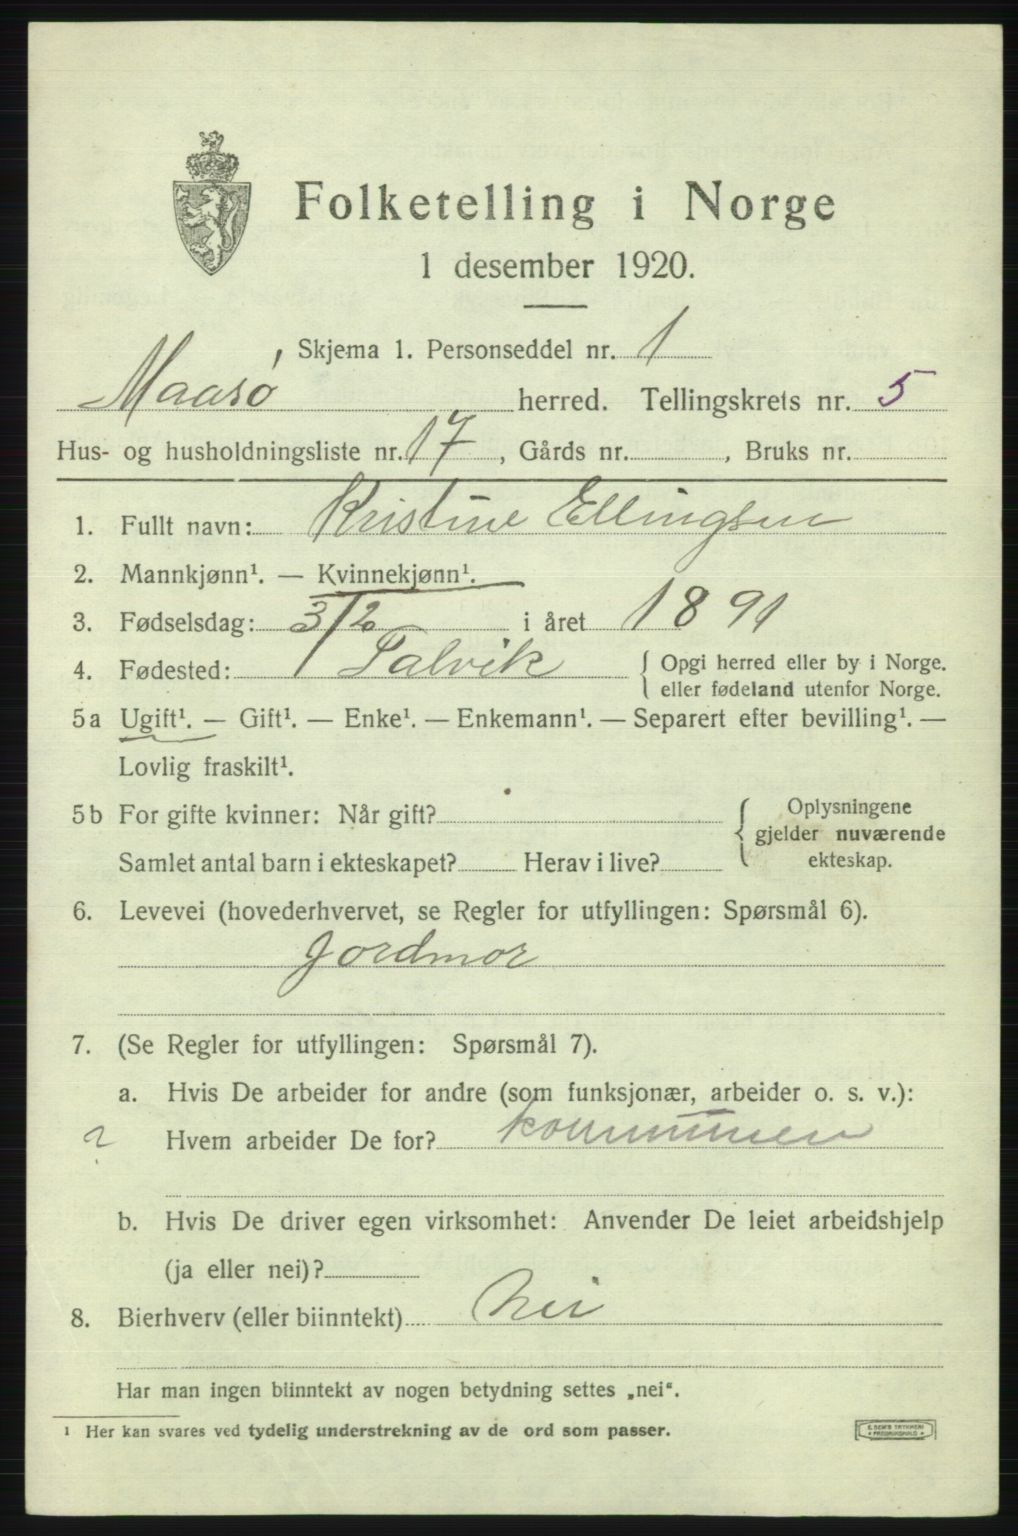 Folketelling i Norge
1 desember 1920.
Skjema 1. Personseddel nr. 1
Maasø herred. Tellingskrets nr. 5
Hus- og husholdningsliste nr. 17, Gårds nr. , Bruks nr.
1. Fullt navn: Kristine Ellingsen
2. Mannkjønn¹. — Kvinnekjønn¹.
3. Fødselsdag: 3/2 i året 1891
4. Fødested: Talvik { Opgi herred eller by i Norge.
eller fødeland utenfor Norge.
5a Ugift¹. — Gift¹. — Enke¹. — Enkemann¹. — Separert efter bevilling¹. —
Lovlig fraskilt¹.
5b For gifte kvinner: Når gift? { Oplysningene
gjelder nuværende
Samlet antal barn i ekteskapet? Herav i live? ekteskap.
6. Levevei (hovederhvervet, se Regler for utfyllingen: Spørsmål 6).
Jordmor
7. (Se Regler for utfyllingen: Spørsmål 7).
a. Hvis De arbeider for andre (som funksjonær, arbeider o. s. v.):
2 Hvem arbeider De for? kommunen
b. Hvis De driver egen virksomhet: Anvender De leiet arbeidshjelp
(ja eller nei)?
8. Bierhverv (eller biinntekt) Nei
Har man ingen biinntekt av nogen betydning settes „nei".
¹ Her kan svares ved tydelig understrekning av de ord som passer.
E. SEM'S TRYKKERI
FREDRIKSHALD